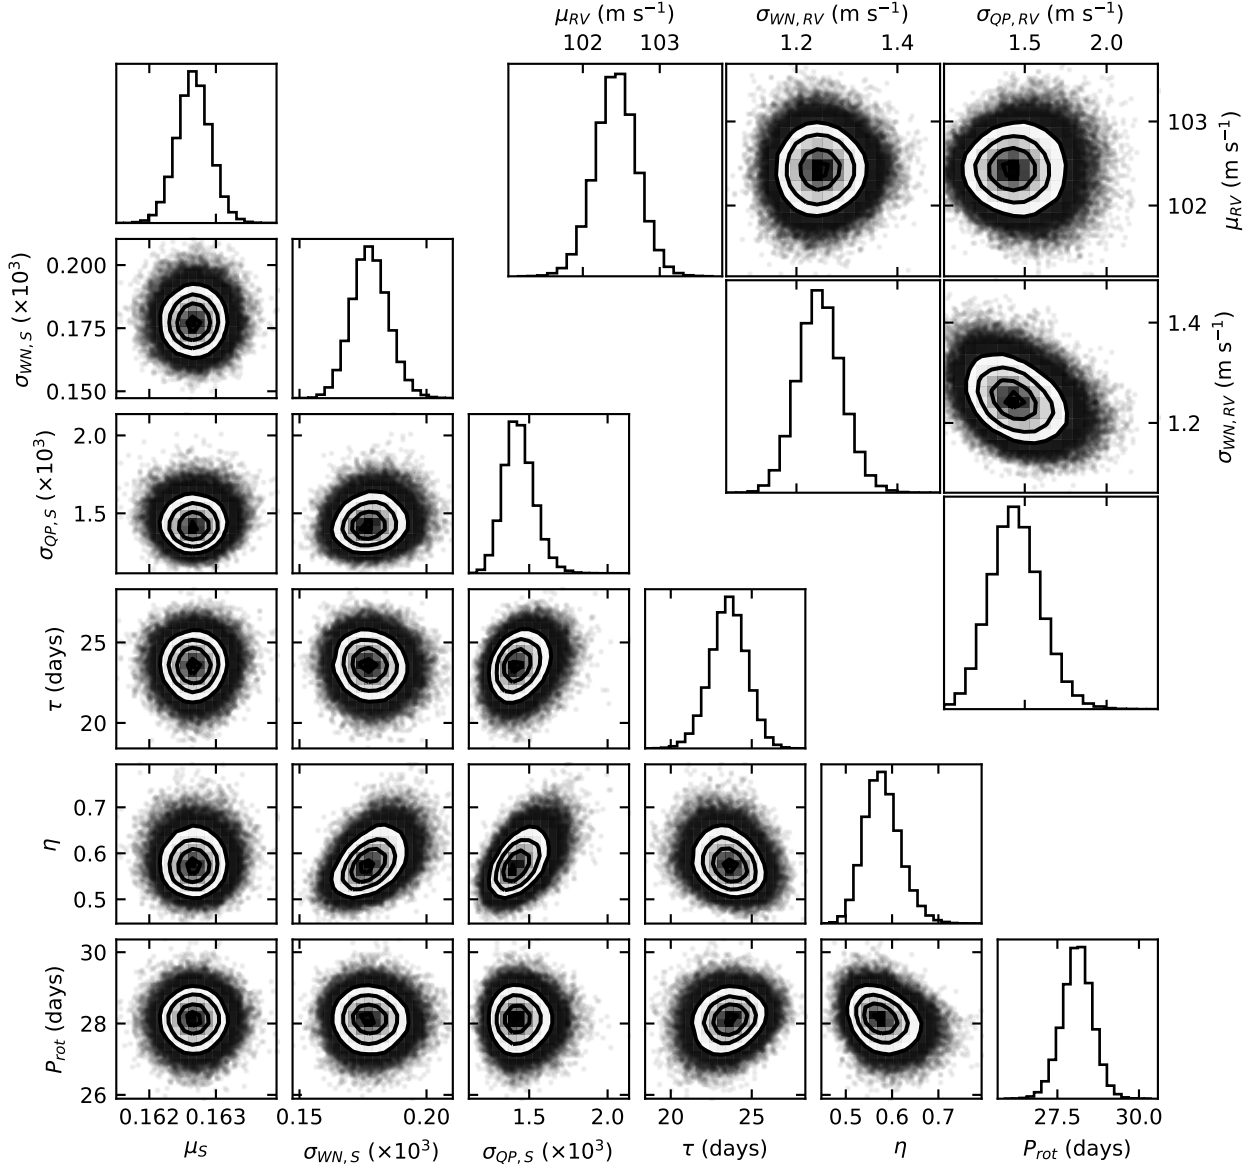 μ_RV (m s⁻¹) σ_WN,RV (m s⁻¹) σ_QP,RV (m s⁻¹)
102 103 1.2 1.4 1.5 2.0
103
102
μ_RV (m s⁻¹)
0.200
0.175
0.150
σ_WN,S (×10³)
1.4
1.2
σ_WN,RV (m s⁻¹)
2.0
1.5
σ_QP,S (×10³)
25
20
τ (days)
0.7
0.6
0.5
η
30
28
26
P_rot (days)
0.162 0.163 0.15 0.20 1.5 2.0 20 25 0.5 0.6 0.7 27.5 30.0
μ_S σ_WN,S (×10³) σ_QP,S (×10³) τ (days) η P_rot (days)